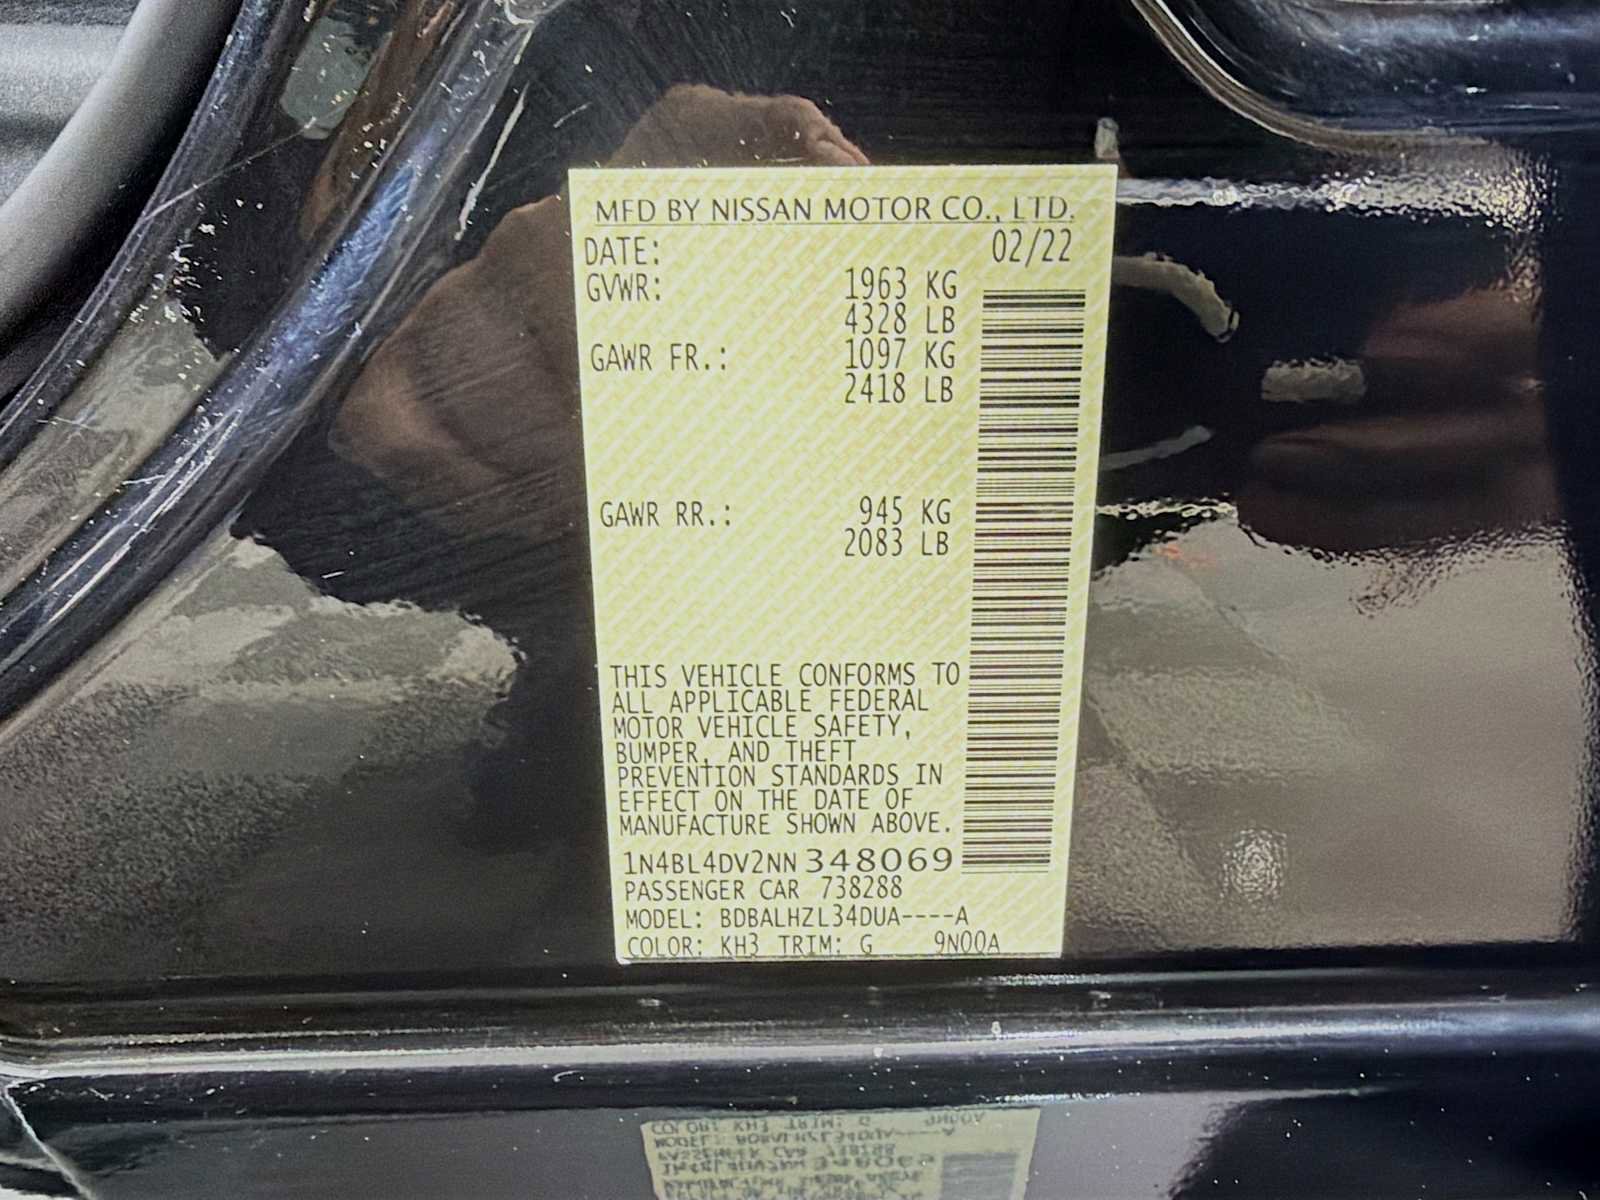 MFD BY NISSAN MOTOR CO., LTD.
DATE: 02/22
GVWR: 1963 KG
4328 LB
GAWR FR.: 1097 KG
2418 LB
GAWR RR.: 945 KG
2083 LB
THIS VEHICLE CONFORMS TO
ALL APPLICABLE FEDERAL
MOTOR VEHICLE SAFETY,
BUMPER, AND THEFT
PREVENTION STANDARDS IN
EFFECT ON THE DATE OF
MANUFACTURE SHOWN ABOVE.
1N4BL4DV2NN348069
PASSENGER CAR 738288
MODEL: BDBALHZL34DUA----A
COLOR: KH3 TRIM: G 9N00A